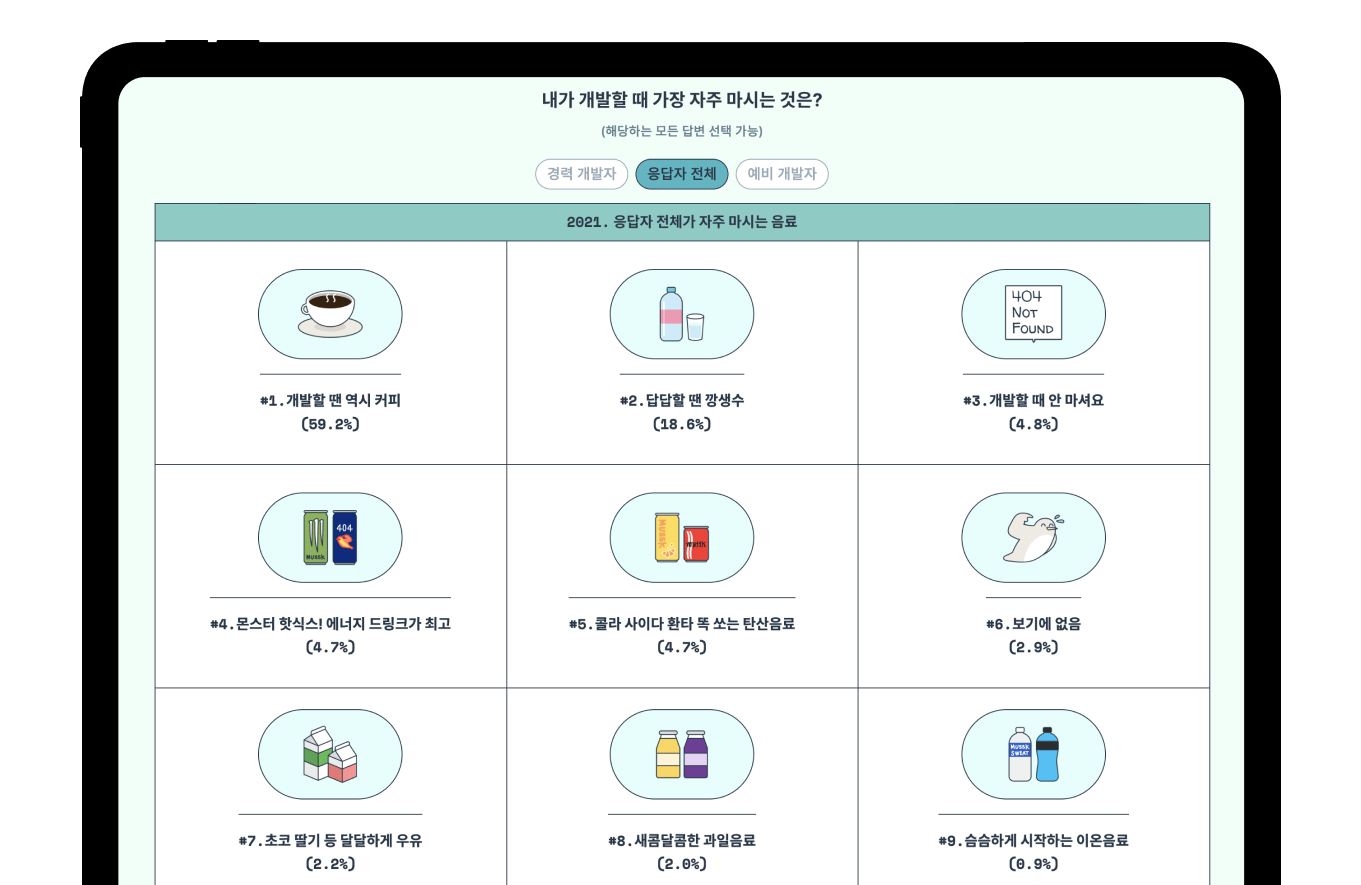 내가 개발할 때 가장 자주 마시는 것은?
(해당하는 모든 답변 선택 가능)
경력 개발자
응답자 전체
예비 개발자
2021. 응답자 전체가 자주 마시는 음료
404
NOT
FOUND
#1.개발할 땐 역시 커피
(59.2%)
#2.답답할 땐 깡생수
(18.6%)
#3.개발할 때 안 마셔요
(4.8%)
MUSSK
404
MUSSK
MUSSK
#4.몬스터 핫식스! 에너지 드링크가 최고
(4.7%)
#5.콜라 사이다 환타 톡 쏘는 탄산음료
(4.7%)
#6.보기에 없음
(2.9%)
MUSSK
SWEAT
#7.초코 딸기 등 달달하게 우유
(2.2%)
#8.새콤달콤한 과일음료
(2.0%)
#9.슴슴하게 시작하는 이온음료
(0.9%)